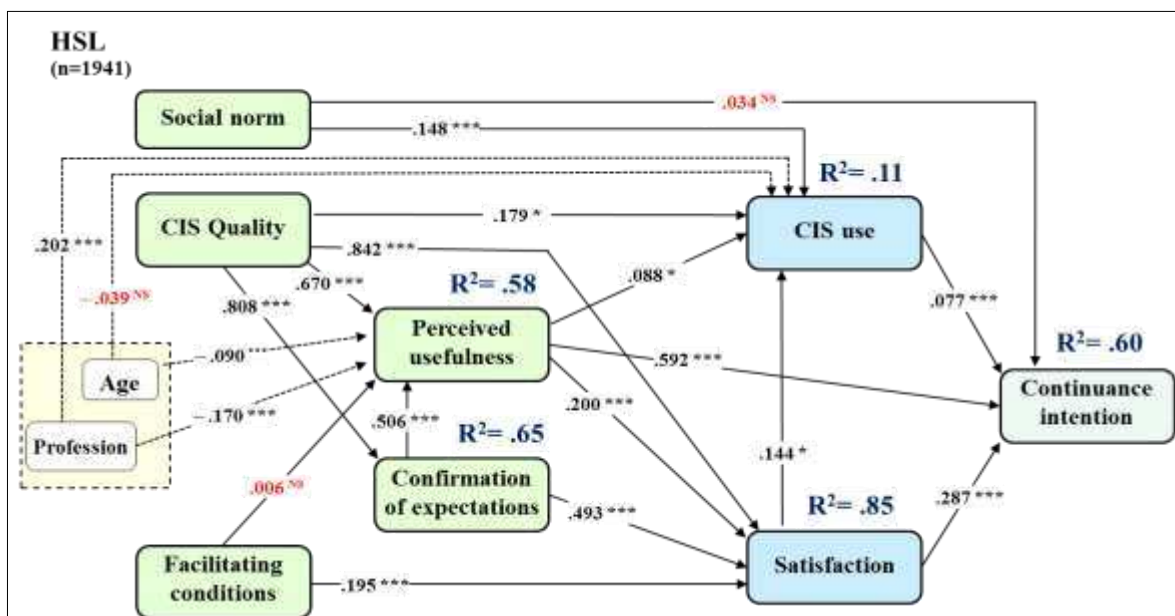 HSL
(n=1941)
Social norm
.034 NS
.148 ***
R²= .11
CIS Quality
.179 *
CIS use
.202 ***
.842 ***
.670 ***
R²= .58
.088 *
– .039 NS
.808 ***
.077 ***
Perceived
usefulness
– .090 ***
.592 ***
R²= .60
Age
Continuance
intention
– .170 ***
.506 ***
.200 ***
Profession
R²= .65
.144 *
.006 NS
Confirmation
of expectations
.493 ***
R²= .85
.287 ***
Facilitating
conditions
.195 ***
Satisfaction